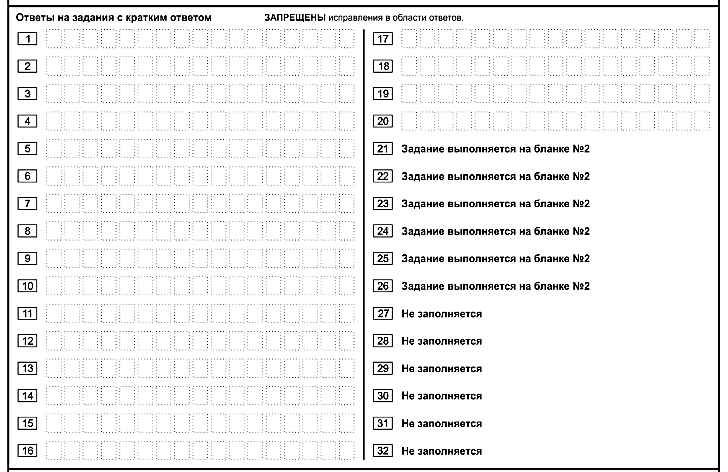 Ответы на задания с кратким ответом ЗАПРЕЩЕНЫ исправления в области ответов.
1
2
3
4
5
6
7
8
9
10
11
12
13
14
15
16
17
18
19
20
21 Задание выполняется на бланке №2
22 Задание выполняется на бланке №2
23 Задание выполняется на бланке №2
24 Задание выполняется на бланке №2
25 Задание выполняется на бланке №2
26 Задание выполняется на бланке №2
27 Не заполняется
28 Не заполняется
29 Не заполняется
30 Не заполняется
31 Не заполняется
32 Не заполняется